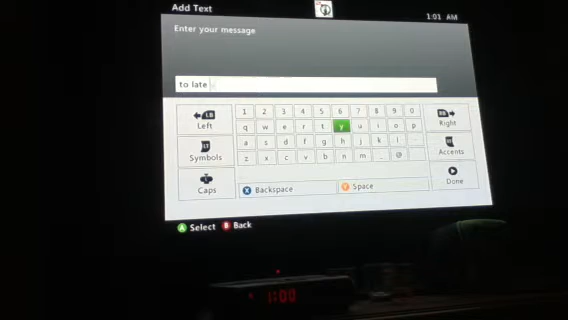 Add Text
1:01 AM
Enter your message
to late
LB
Left
1 2 3 4 5 6 7 8 9 0
RB
Right
q w e r t y u i o p
LT
Symbols
a s d f g h j k l
Accents
z x c v b n m _ @
Caps
X Backspace
Y Space
Done
A Select B Back
1:00